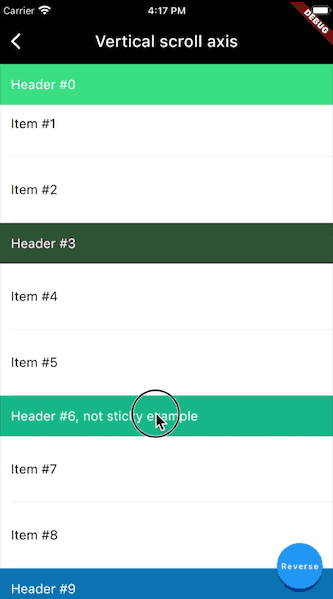 Carrier 4:17 PM
DEBUG
Vertical scroll axis
Header #0
Item #1
Item #2
Header #3
Item #4
Item #5
Header #6, not sticky example
Item #7
Item #8
Reverse
Header #9